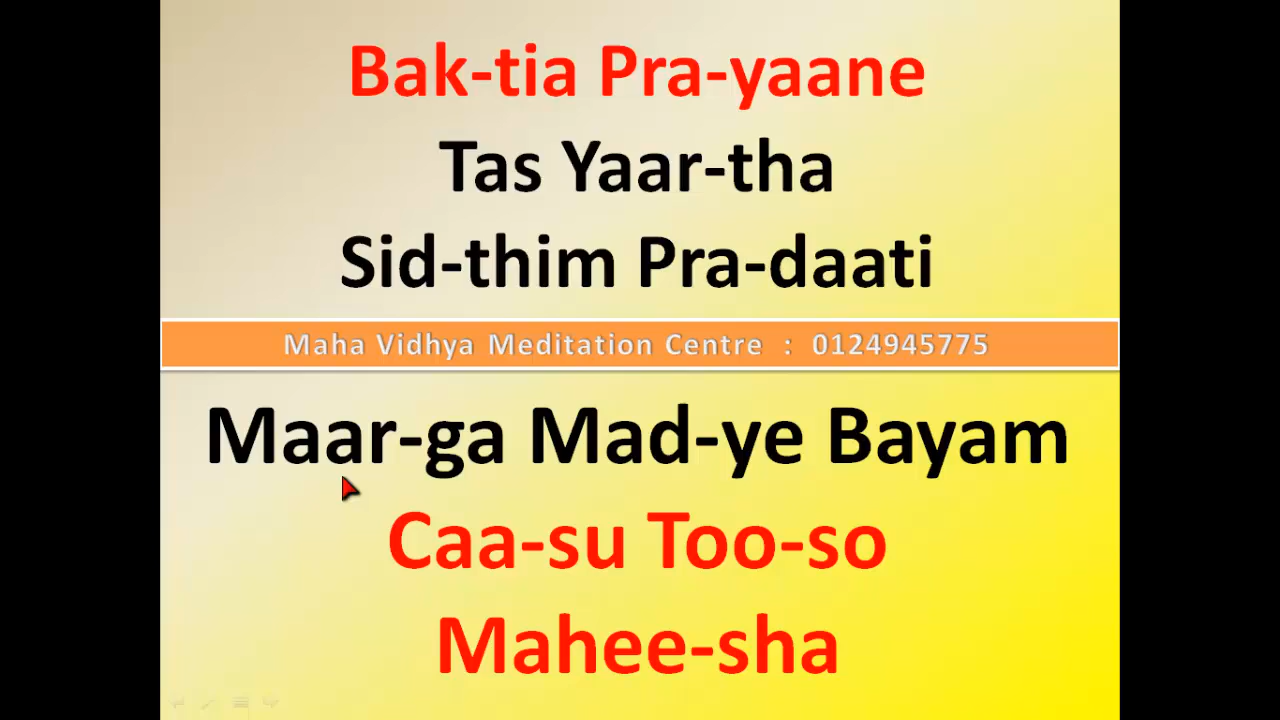 Bak-tia Pra-yaane
Tas Yaar-tha
Sid-thim Pra-daati
Maha Vidhya Meditation Centre : 0124945775
Maar-ga Mad-ye Bayam
Caa-su Too-so
Mahee-sha